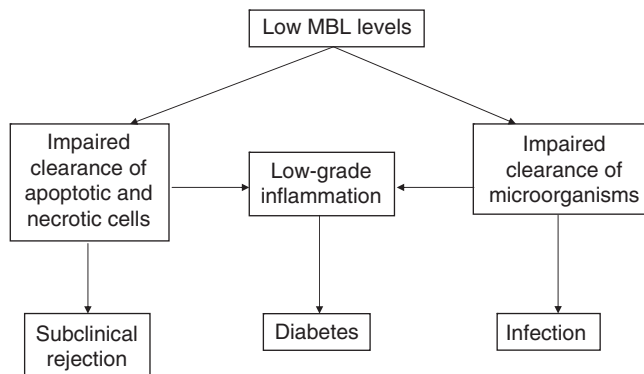 Low MBL levels
Impaired
clearance of
apoptotic and
necrotic cells
Low-grade
inflammation
Impaired
clearance of
microorganisms
Subclinical
rejection
Diabetes
Infection